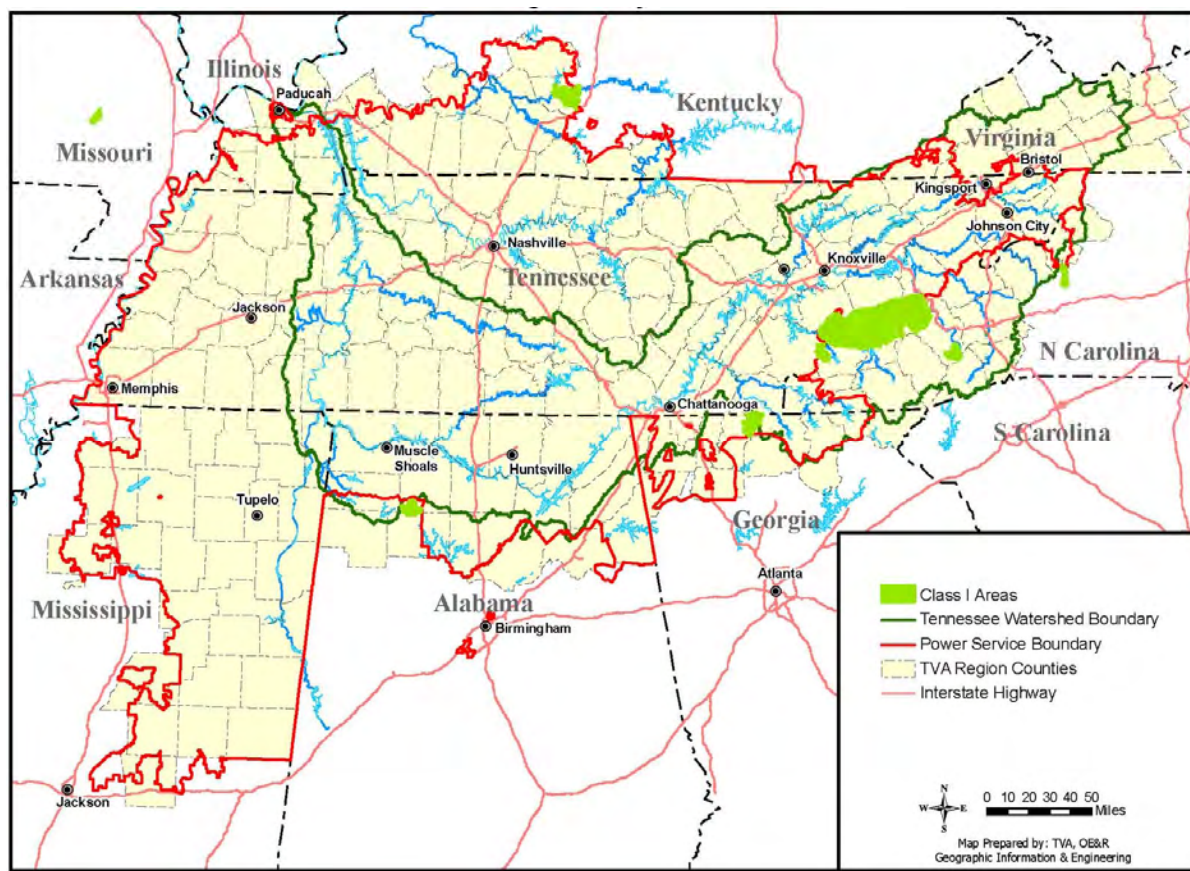 Illinois
Paducah
Kentucky
Missouri
Virginia
Bristol
Kingsport
Johnson City
Nashville
Tennessee
Knoxville
Arkansas
Jackson
N Carolina
Memphis
Chattanooga
S Carolina
Muscle
Shoals
Huntsville
Tupelo
Georgia
Atlanta
Mississippi
Alabama
Birmingham
Jackson
Class I Areas
Tennessee Watershed Boundary
Power Service Boundary
TVA Region Counties
Interstate Highway
N
W E
S
0 10 20 30 40 50
Miles
Map Prepared by: TVA, OE&R
Geographic Information & Engineering